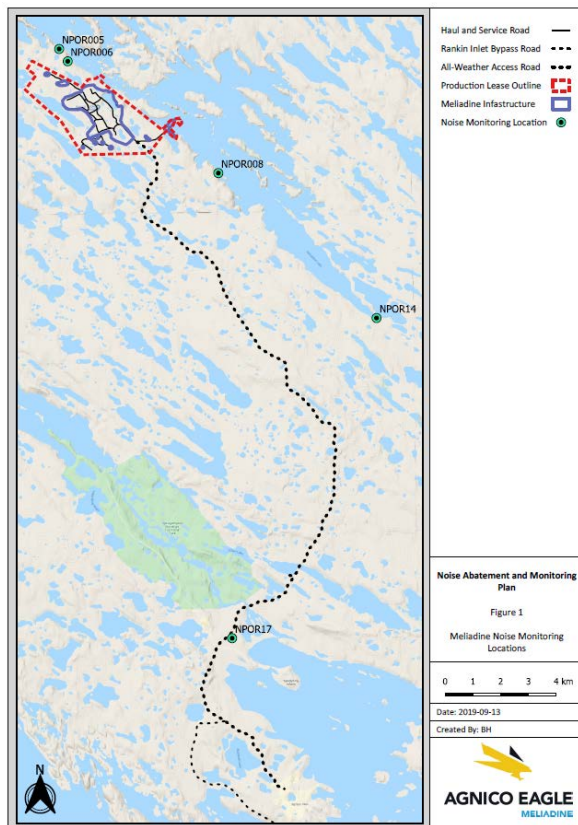 NPOR005
NPOR006
NPOR008
NPOR14
NPOR17
N
Haul and Service Road
Rankin Inlet Bypass Road
All-Weather Access Road
Production Lease Outline
Meliadine Infastructure
Noise Monitoring Location
Noise Abatement and Monitoring
Plan
Figure 1
Meliadine Noise Monitoring
Locations
0 1 2 3 4 km
Date: 2019-09-13
Created By: BH
AGNICO EAGLE
MELIADINE